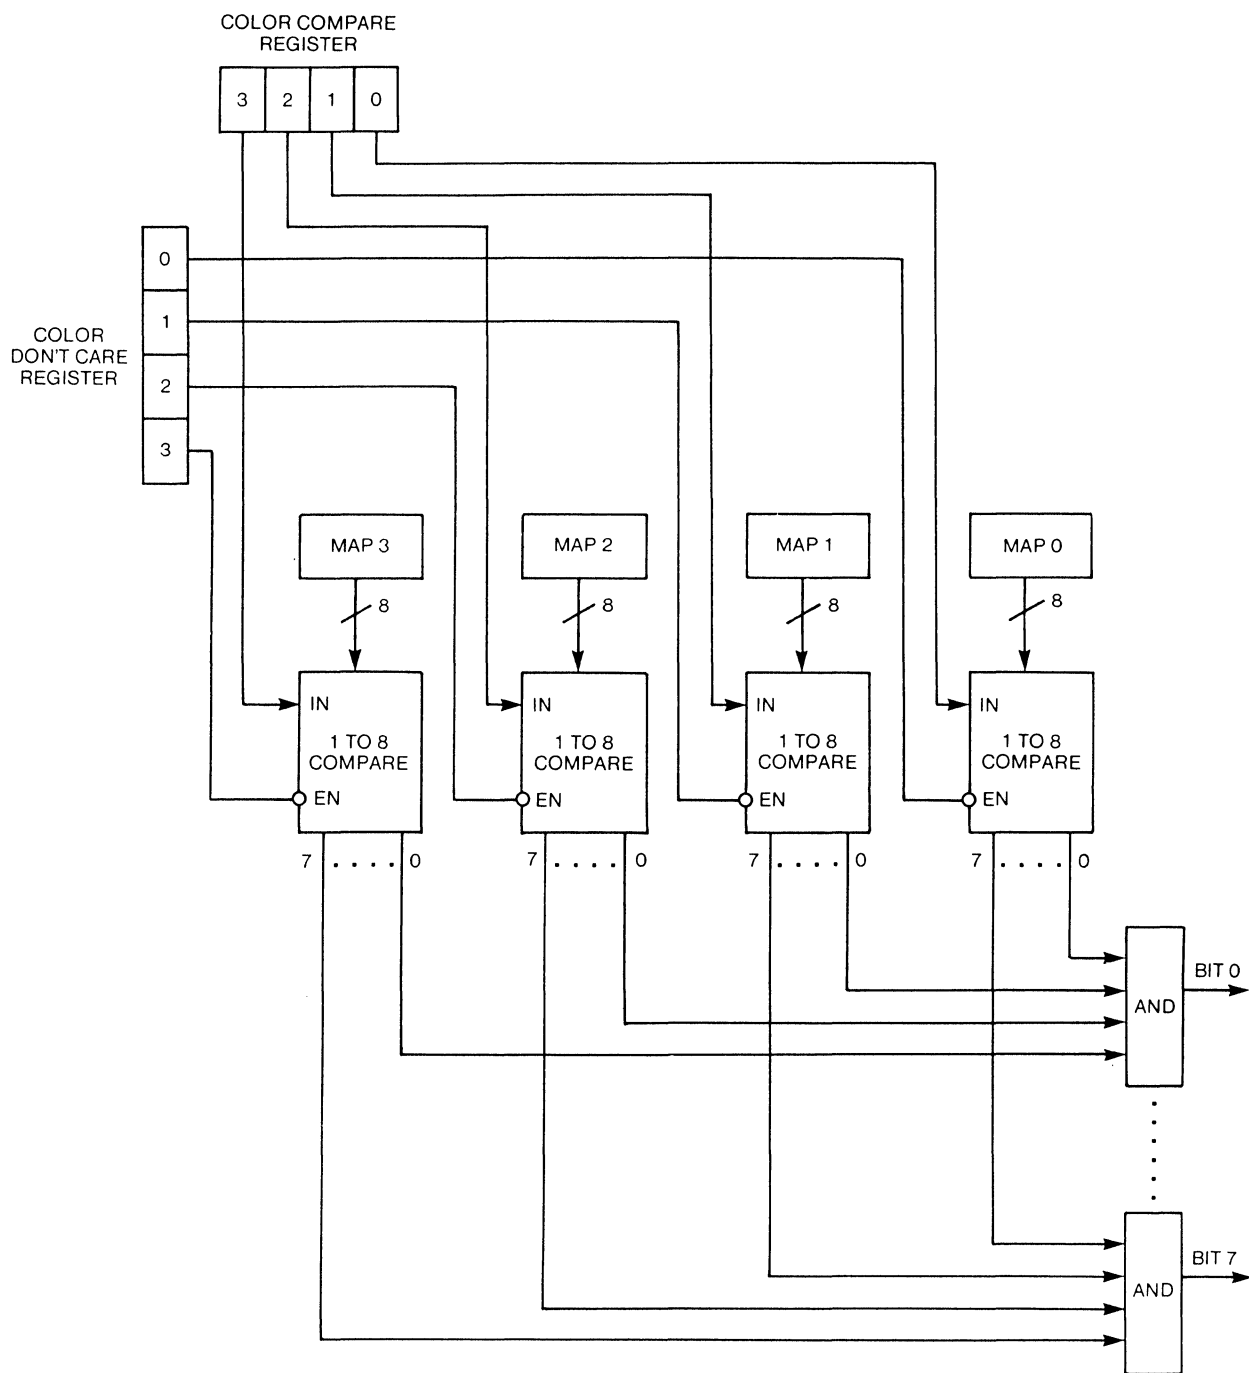 COLOR COMPARE
REGISTER
3 2 1 0
0
1
2
3
COLOR
DON'T CARE
REGISTER
MAP 3 MAP 2 MAP 1 MAP 0
8 8 8 8
IN IN IN IN
1 TO 8 1 TO 8 1 TO 8 1 TO 8
COMPARE COMPARE COMPARE COMPARE
EN EN EN EN
7 . . . . . 0 7 . . . . . 0 7 . . . . 0 7 . . . . . 0
BIT 0
AND
BIT 7
AND